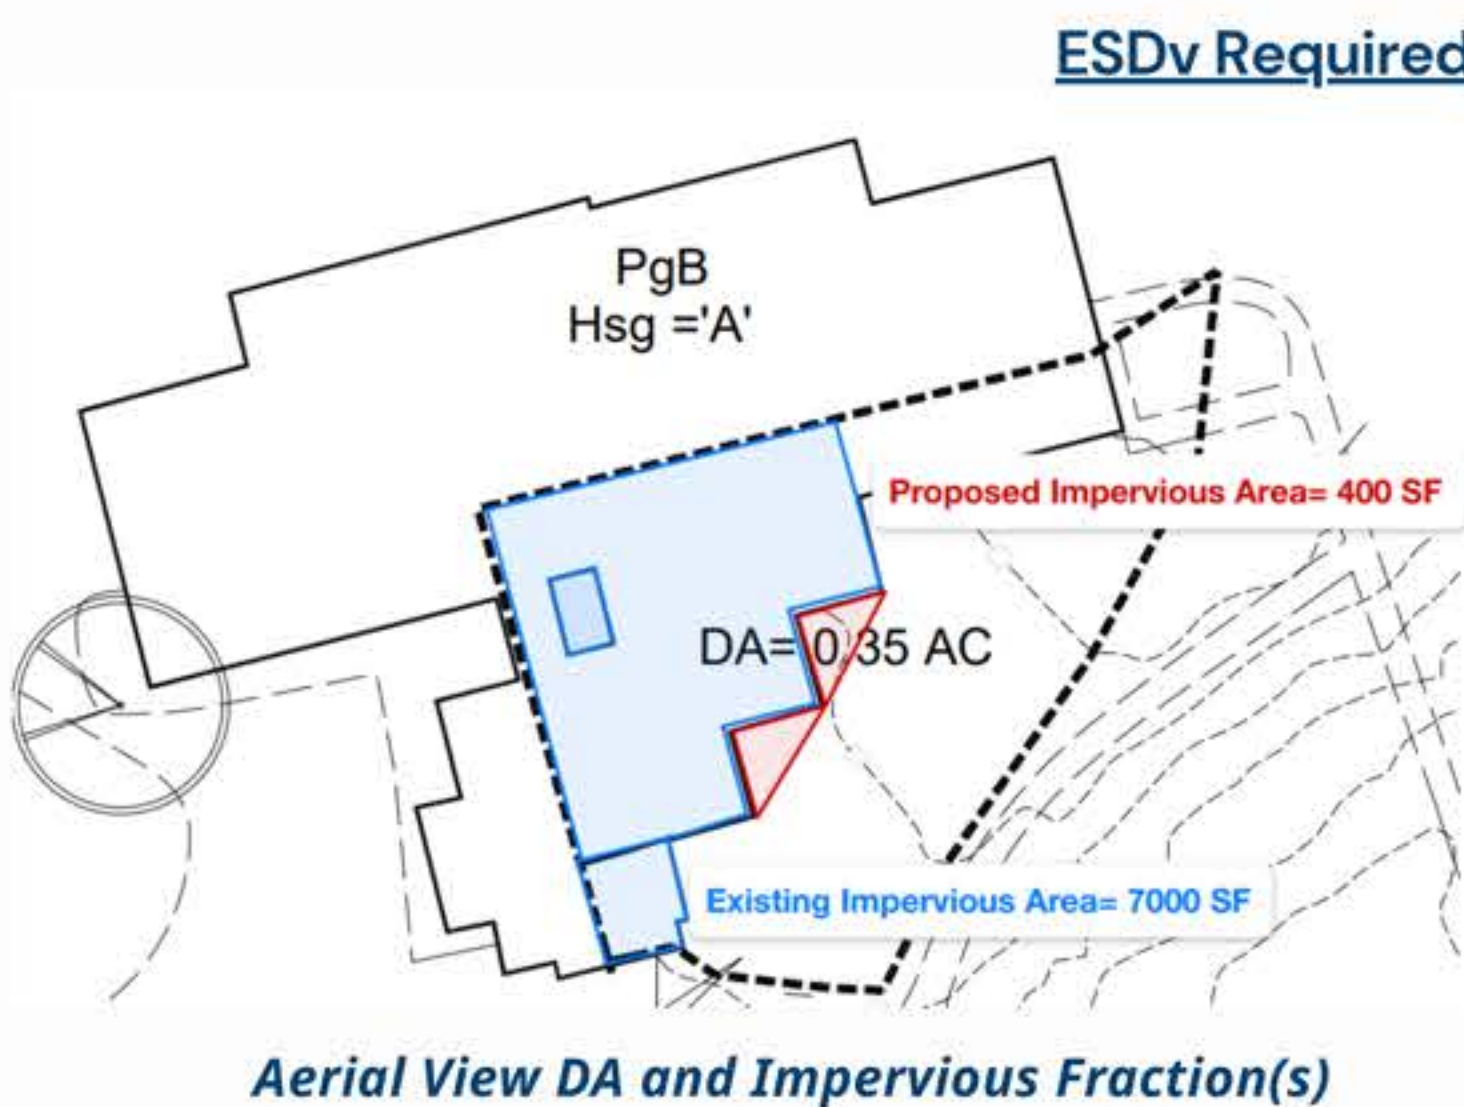 ESDv Required
PgB
Hsg ='A'
Proposed Impervious Area= 400 SF
DA= 0.35 AC
Existing Impervious Area= 7000 SF
Aerial View DA and Impervious Fraction(s)